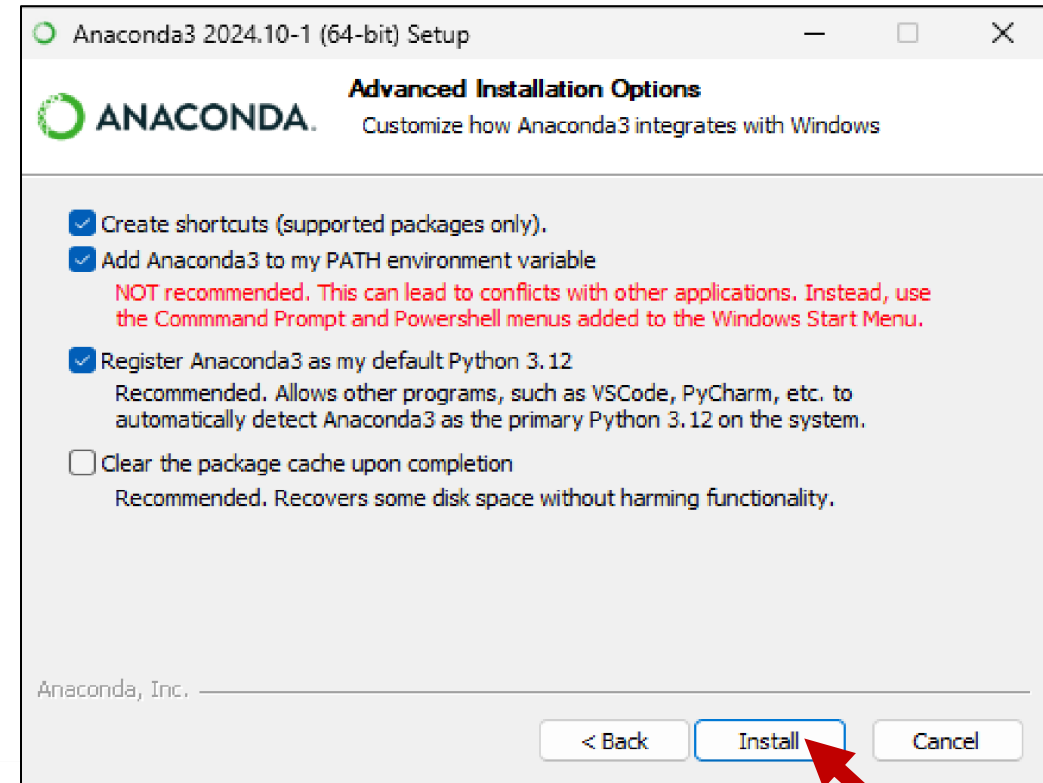 Anaconda3 2024.10-1 (64-bit) Setup
ANACONDA.
Advanced Installation Options
Customize how Anaconda3 integrates with Windows
Create shortcuts (supported packages only).
Add Anaconda3 to my PATH environment variable
NOT recommended. This can lead to conflicts with other applications. Instead, use
the Commmand Prompt and Powershell menus added to the Windows Start Menu.
Register Anaconda3 as my default Python 3.12
Recommended. Allows other programs, such as VSCode, PyCharm, etc. to
automatically detect Anaconda3 as the primary Python 3.12 on the system.
Clear the package cache upon completion
Recommended. Recovers some disk space without harming functionality.
Anaconda, Inc.
< Back
Install
Cancel